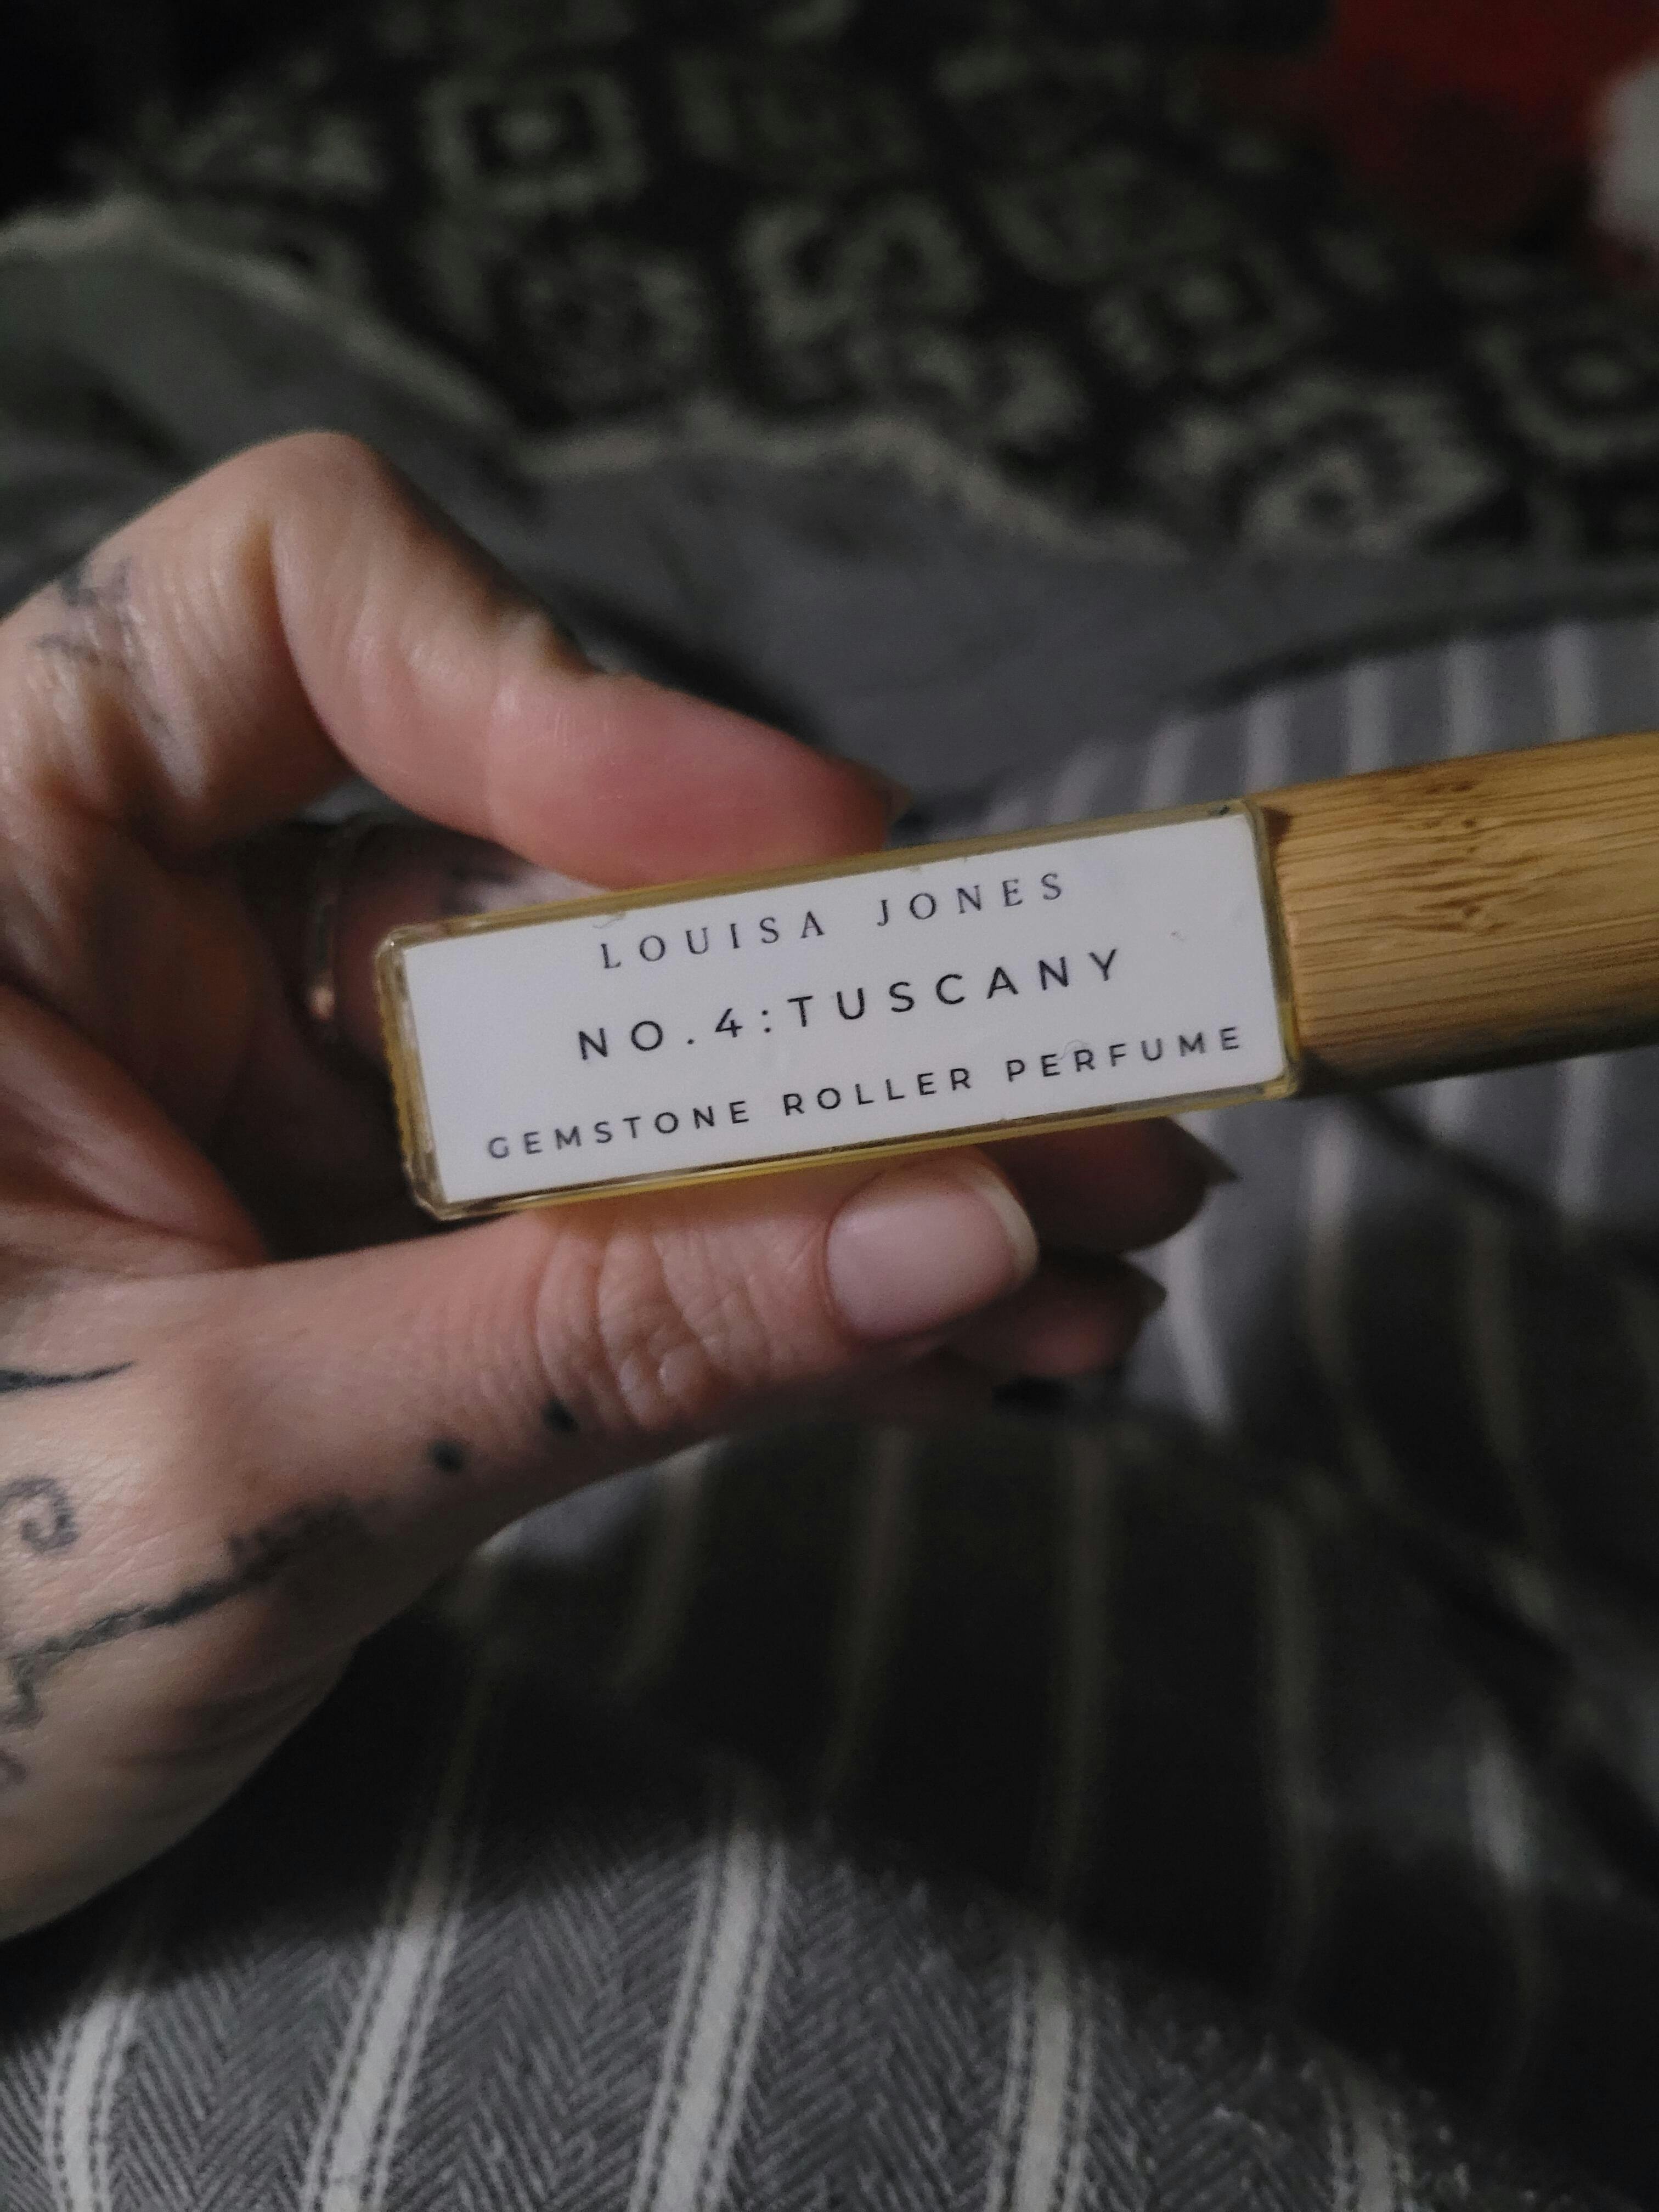 LOUISA JONES
NO.4:TUSCANY
GEMSTONE ROLLER PERFUME